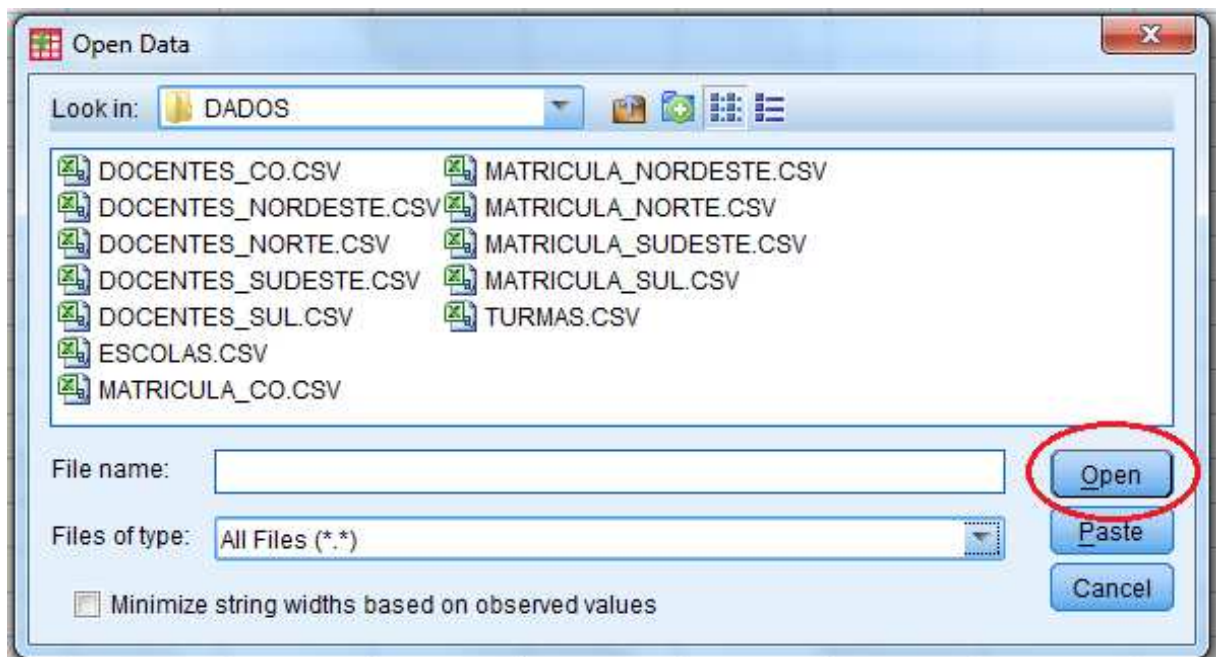 Open Data
Look in: DADOS
DOCENTES_CO.CSV
DOCENTES_NORDESTE.CSV
DOCENTES_NORTE.CSV
DOCENTES_SUDESTE.CSV
DOCENTES_SUL.CSV
ESCOLAS.CSV
MATRICULA_CO.CSV
MATRICULA_NORDESTE.CSV
MATRICULA_NORTE.CSV
MATRICULA_SUDESTE.CSV
MATRICULA_SUL.CSV
TURMAS.CSV
File name:
Open
Files of type: All Files (*.*)
Paste
Minimize string widths based on observed values
Cancel